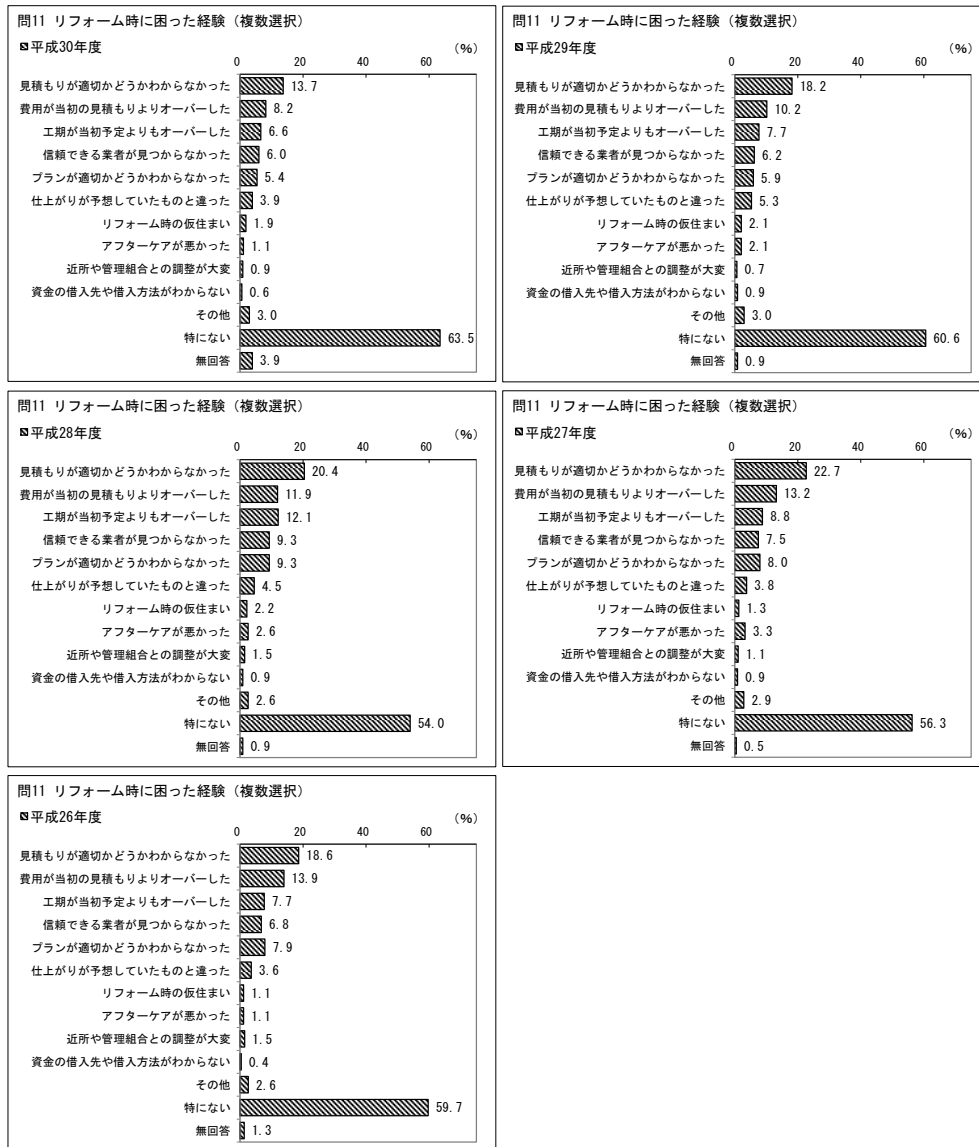 問11 リフォーム時に困った経験（複数選択）
平成30年度
（%）
0 20 40 60
見積もりが適切かどうかわからなかった 13.7
費用が当初の見積もりよりオーバーした 8.2
工期が当初予定よりもオーバーした 6.6
信頼できる業者が見つからなかった 6.0
プランが適切かどうかわからなかった 5.4
仕上がりが予想していたものと違った 3.9
リフォーム時の仮住まい 1.9
アフターケアが悪かった 1.1
近所や管理組合との調整が大変 0.9
資金の借入先や借入方法がわからない 0.6
その他 3.0
特にない 63.5
無回答 3.9
問11 リフォーム時に困った経験（複数選択）
平成29年度
（%）
0 20 40 60
見積もりが適切かどうかわからなかった 18.2
費用が当初の見積もりよりオーバーした 10.2
工期が当初予定よりもオーバーした 7.7
信頼できる業者が見つからなかった 6.2
プランが適切かどうかわからなかった 5.9
仕上がりが予想していたものと違った 5.3
リフォーム時の仮住まい 2.1
アフターケアが悪かった 2.1
近所や管理組合との調整が大変 0.7
資金の借入先や借入方法がわからない 0.9
その他 3.0
特にない 60.6
無回答 0.9
問11 リフォーム時に困った経験（複数選択）
平成28年度
（%）
0 20 40 60
見積もりが適切かどうかわからなかった 20.4
費用が当初の見積もりよりオーバーした 11.9
工期が当初予定よりもオーバーした 12.1
信頼できる業者が見つからなかった 9.3
プランが適切かどうかわからなかった 9.3
仕上がりが予想していたものと違った 4.5
リフォーム時の仮住まい 2.2
アフターケアが悪かった 2.6
近所や管理組合との調整が大変 1.5
資金の借入先や借入方法がわからない 0.9
その他 2.6
特にない 54.0
無回答 0.9
問11 リフォーム時に困った経験（複数選択）
平成27年度
（%）
0 20 40 60
見積もりが適切かどうかわからなかった 22.7
費用が当初の見積もりよりオーバーした 13.2
工期が当初予定よりもオーバーした 8.8
信頼できる業者が見つからなかった 7.5
プランが適切かどうかわからなかった 8.0
仕上がりが予想していたものと違った 3.8
リフォーム時の仮住まい 1.3
アフターケアが悪かった 3.3
近所や管理組合との調整が大変 1.1
資金の借入先や借入方法がわからない 0.9
その他 2.9
特にない 56.3
無回答 0.5
問11 リフォーム時に困った経験（複数選択）
平成26年度
（%）
0 20 40 60
見積もりが適切かどうかわからなかった 18.6
費用が当初の見積もりよりオーバーした 13.9
工期が当初予定よりもオーバーした 7.7
信頼できる業者が見つからなかった 6.8
プランが適切かどうかわからなかった 7.9
仕上がりが予想していたものと違った 3.6
リフォーム時の仮住まい 1.1
アフターケアが悪かった 1.1
近所や管理組合との調整が大変 1.5
資金の借入先や借入方法がわからない 0.4
その他 2.6
特にない 59.7
無回答 1.3